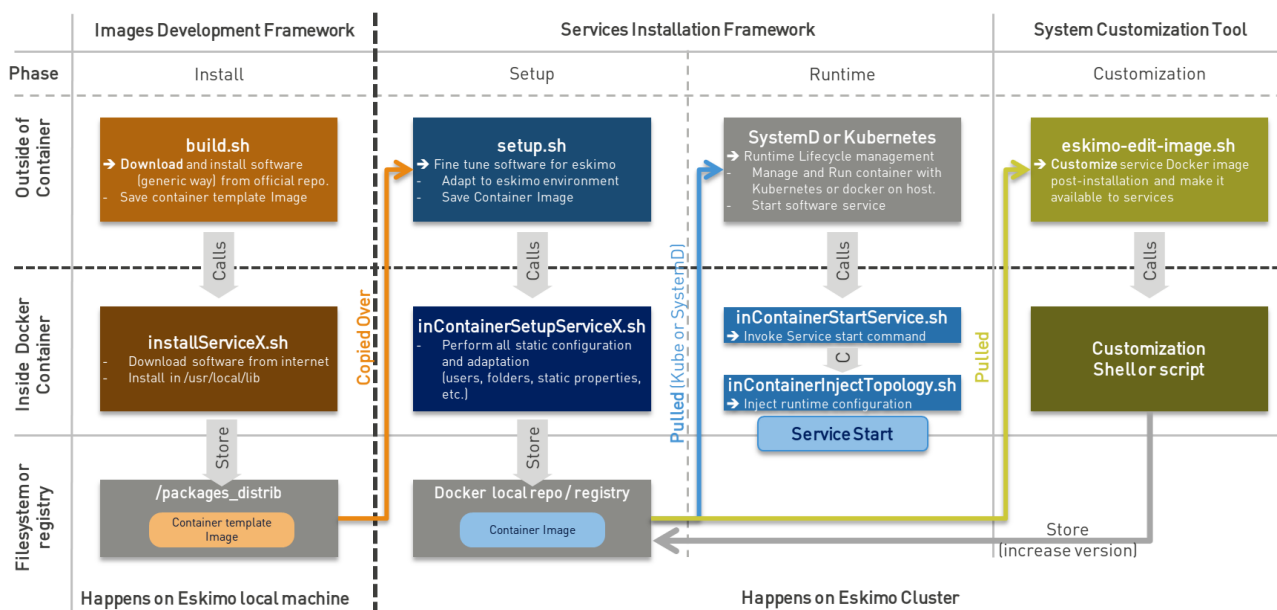 Images Development Framework
Services Installation Framework
System Customization Tool
Phase
Install
Setup
Runtime
Customization
Outside of
Container
build.sh
➔ Download and install software
(generic way) from official repo.
- Save container template Image
setup.sh
➔ Fine tune software for eskimo
- Adapt to eskimo environment
- Save Container Image
SystemD or Kubernetes
➔ Runtime Lifecycle management
- Manage and Run container with
Kubernetes or docker on host.
- Start software service
eskimo-edit-image.sh
➔ Customize service Docker image
post-installation and make it
available to services
Calls
Calls
Calls
Calls
Inside Docker
Container
installServiceX.sh
- Download software from internet
- Install in /usr/local/lib
Copied Over
inContainerSetupServiceX.sh
- Perform all static configuration
and adaptation
(users, folders, static properties,
etc.)
Pulled (Kube or SystemD)
inContainerStartService.sh
➔ Invoke Service start command
C
inContainerInjectTopology.sh
➔ Inject runtime configuration
Service Start
Pulled
Customization
Shell or script
Store
Store
Filesystem or
registry
/packages_distrib
Container template
Image
Docker local repo / registry
Container Image
Store
(increase version)
Happens on Eskimo local machine
Happens on Eskimo Cluster